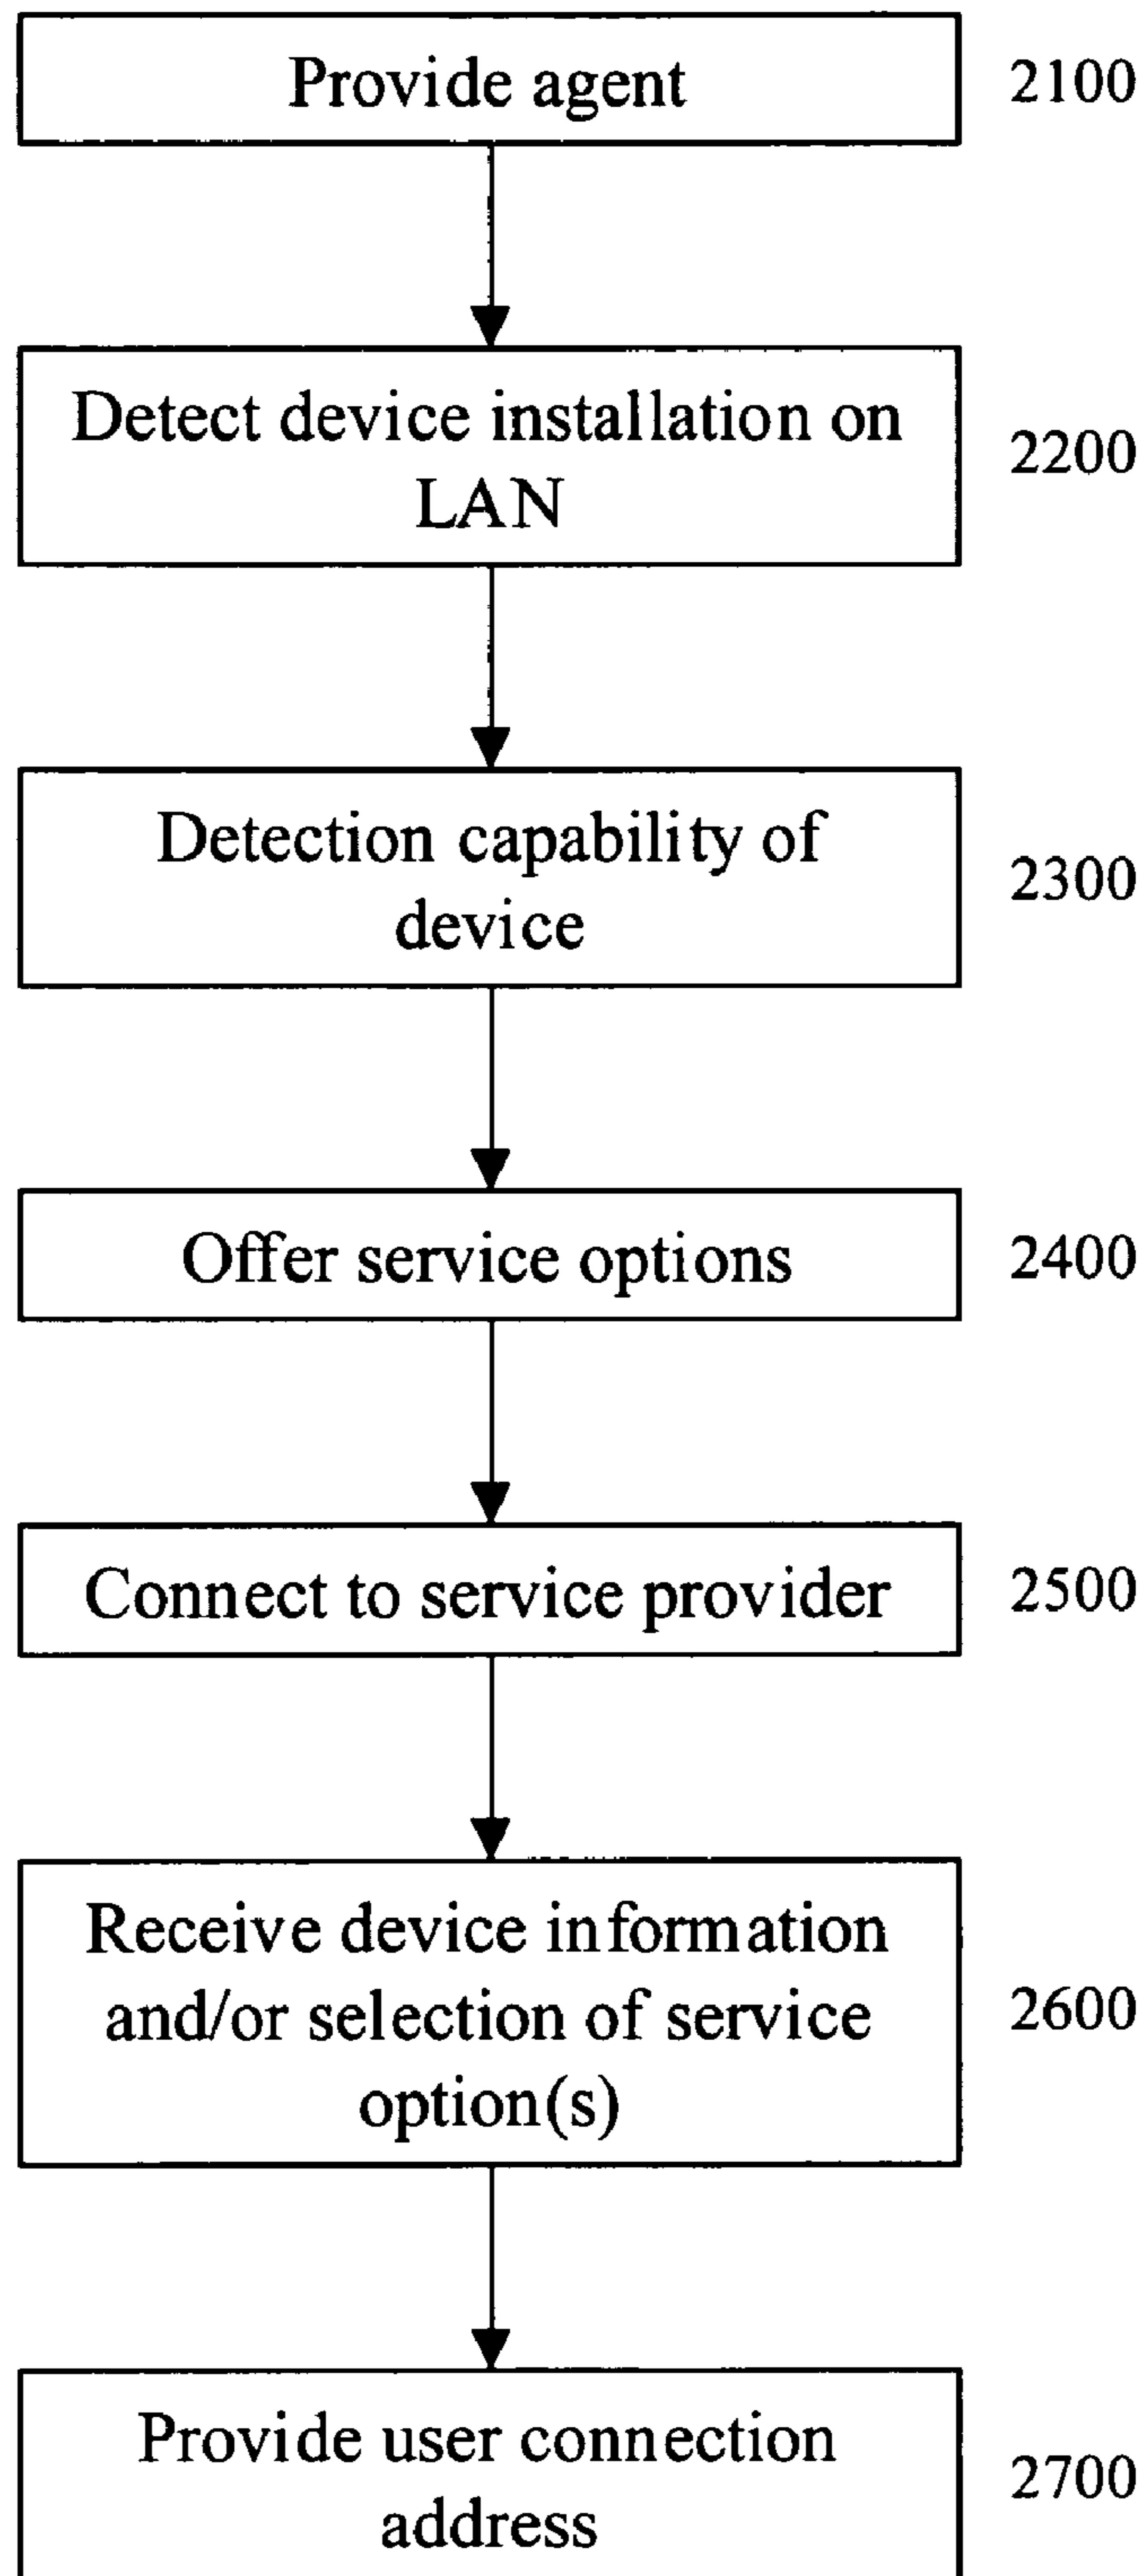 Provide agent 2100
Detect device installation on
LAN
2200
Detection capability of
device
2300
Offer service options 2400
Connect to service provider 2500
Receive device information
and/or selection of service
option(s)
2600
Provide user connection
address
2700